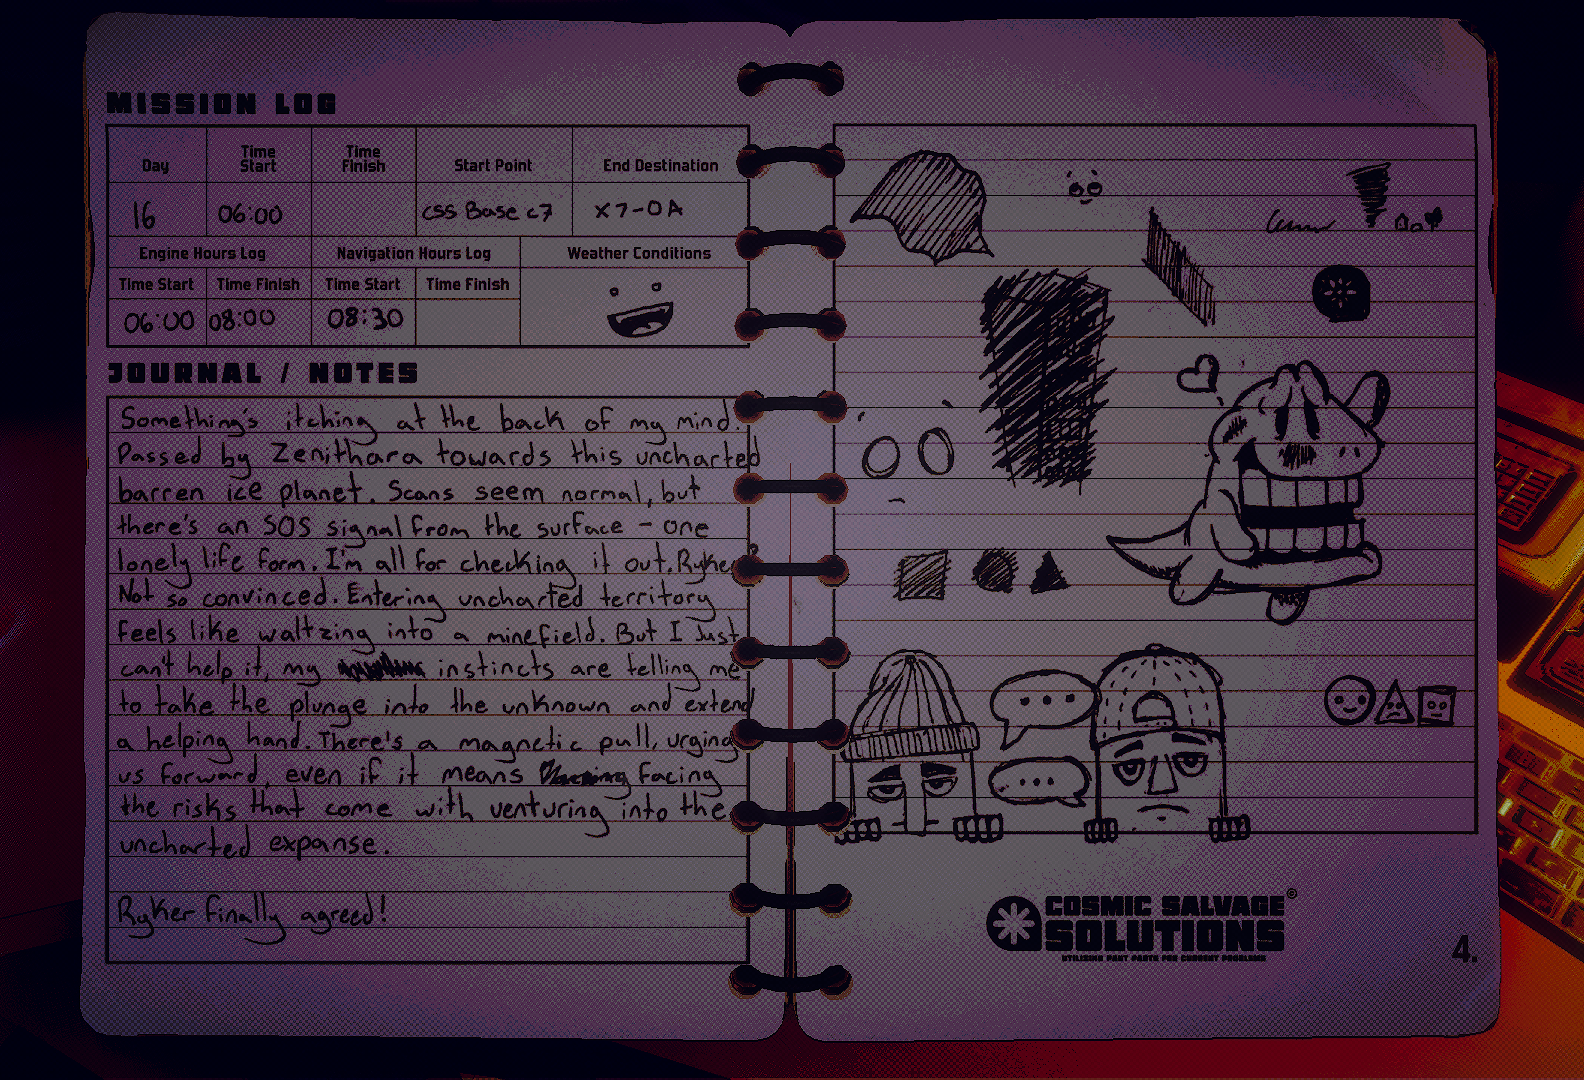 MISSION LOG
Day
Time Start
Time Finish
Start Point
End Destination
16
06:00
CSS Base C7
X7-0A
Engine Hours Log
Navigation Hours Log
Weather Conditions
Time Start
Time Finish
Time Start
Time Finish
06:00
08:00
08:30
JOURNAL / NOTES
Something's itching at the back of my mind.
Passed by Zenithara towards this uncharted
barren ice planet. Scans seem normal, but
there's an SOS signal from the surface - one
lonely life form. I'm all for checking it out. Ryker's
Not so convinced. Entering uncharted territory
feels like waltzing into a minefield. But I Just
can't help it, my instincts are telling me
to take the plunge into the unknown and extend
a helping hand. There's a magnetic pull, urging
us forward, even if it means facing
the risks that come with venturing into the
uncharted expanse.
Ryker finally agreed!
COSMIC SALVAGE ©
SOLUTIONS
UTILISING PAST PARTS FOR CURRENT PROBLEMS
4.